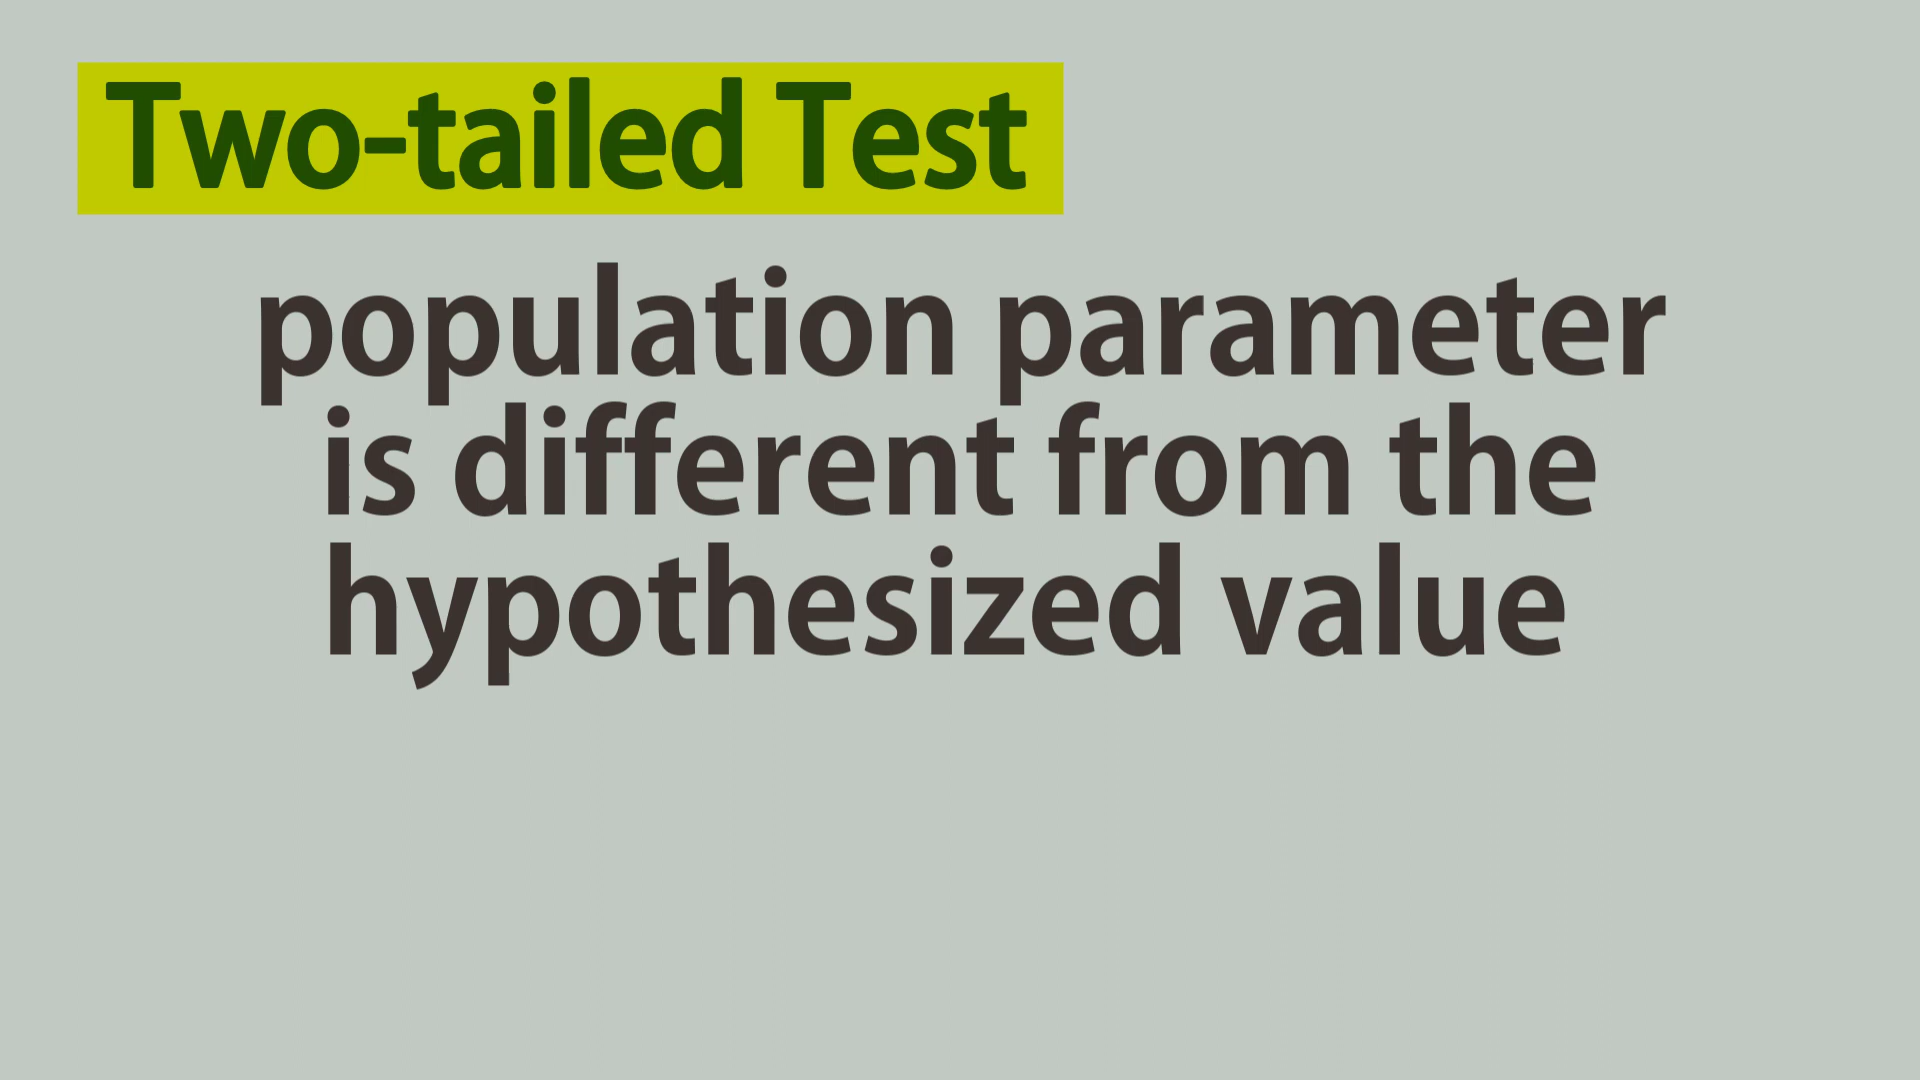 Two-tailed Test
population parameter
is different from the
hypothesized value